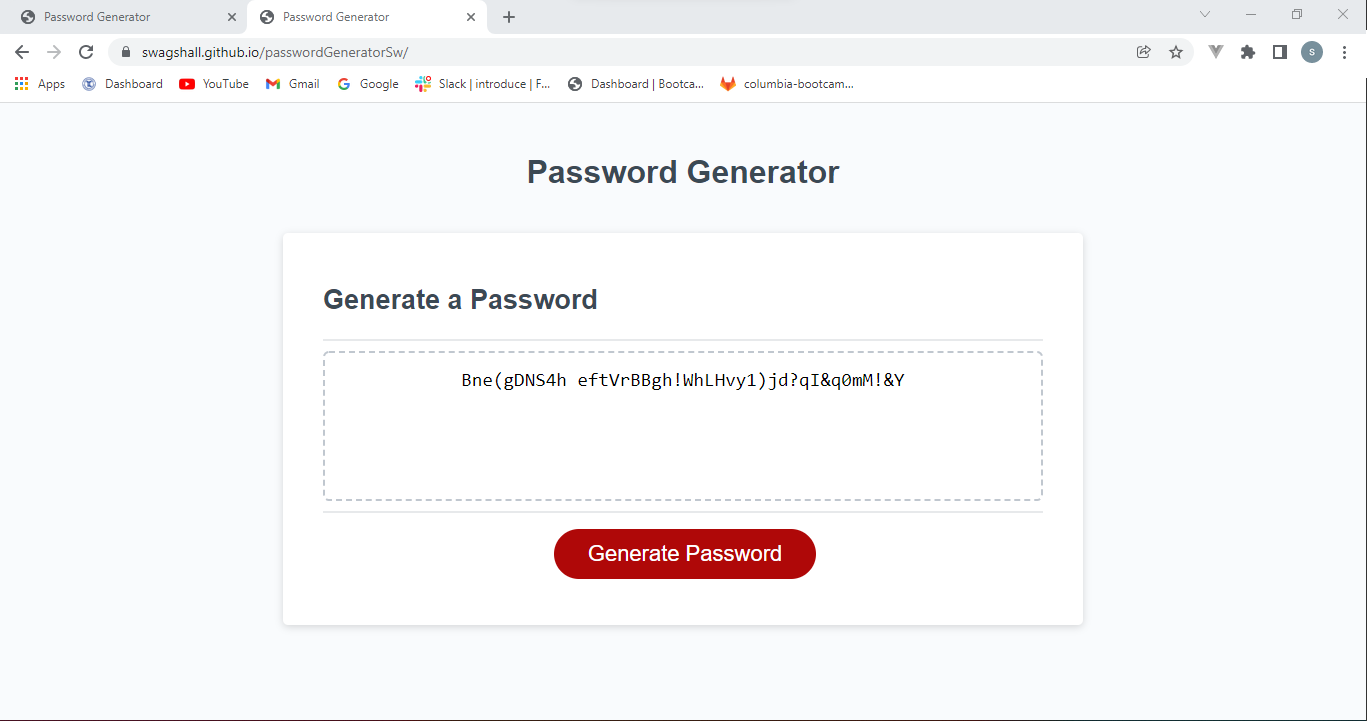 Password Generator
Password Generator
swagshall.github.io/passwordGeneratorSw/
S
Apps
Dashboard
YouTube
Gmail
Google
Slack | introduce | F...
Dashboard | Bootca...
columbia-bootcam...
Password Generator
Generate a Password
Bne(gDNS4h eftVrBBgh!WhLHvy1)jd?qI&q0mM!&Y
Generate Password